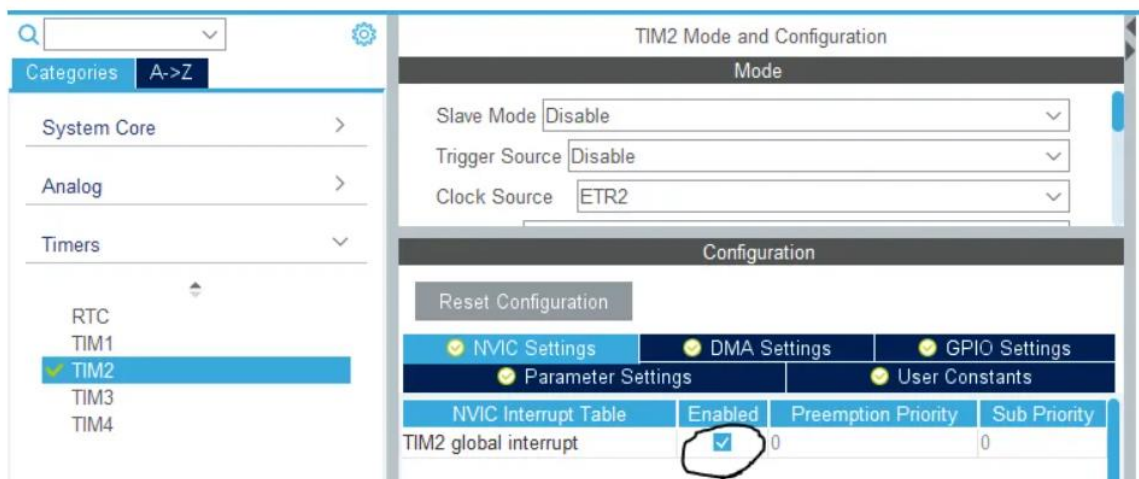 Categories A->Z
System Core
Analog
Timers
RTC
TIM1
TIM2
TIM3
TIM4
TIM2 Mode and Configuration
Mode
Slave Mode Disable
Trigger Source Disable
Clock Source ETR2
Configuration
Reset Configuration
NVIC Settings DMA Settings GPIO Settings
Parameter Settings User Constants
NVIC Interrupt Table Enabled Preemption Priority Sub Priority
TIM2 global interrupt 0 0